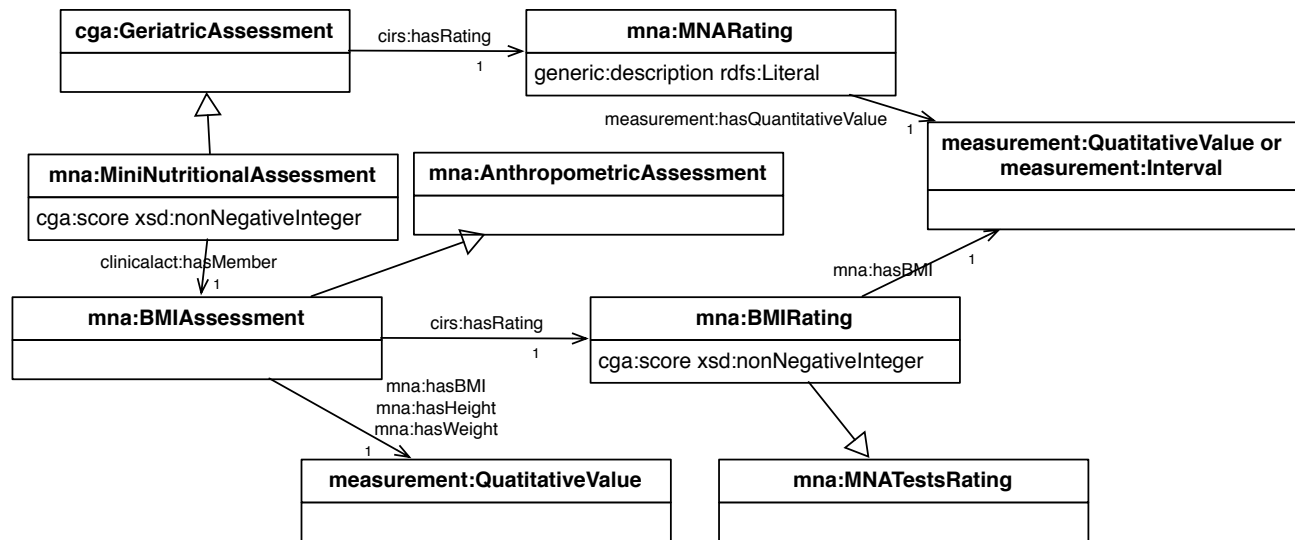 cga:GeriatricAssessment
cirs:hasRating
1
mna:MNARating
generic:description rdfs:Literal
measurement:hasQuantitativeValue
1
measurement:QuatitativeValue or
measurement:Interval
mna:MiniNutritionalAssessment
cga:score xsd:nonNegativeInteger
mna:AnthropometricAssessment
clinicalact:hasMember
1
mna:hasBMI
1
mna:BMIAssessment
cirs:hasRating
1
mna:BMIRating
cga:score xsd:nonNegativeInteger
mna:hasBMI
mna:hasHeight
mna:hasWeight
1
measurement:QuatitativeValue
mna:MNATestsRating